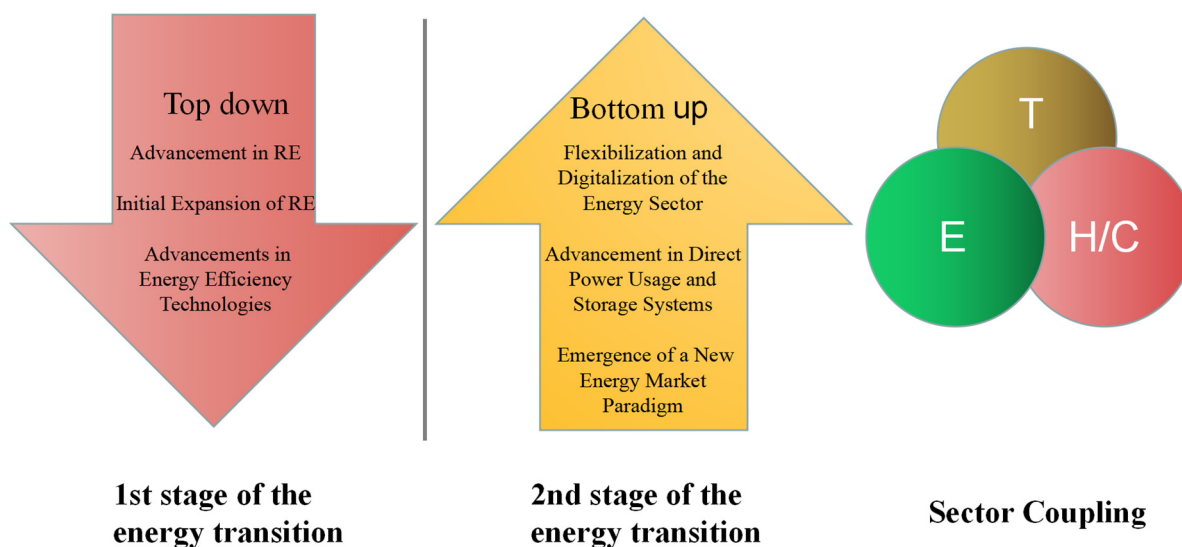 Top down
Advancement in RE
Initial Expansion of RE
Advancements in
Energy Efficiency
Technologies
1st stage of the
energy transition
Bottom up
Flexibilization and
Digitalization of the
Energy Sector
Advancement in Direct
Power Usage and
Storage Systems
Emergence of a New
Energy Market
Paradigm
2nd stage of the
energy transition
T
E
H/C
Sector Coupling